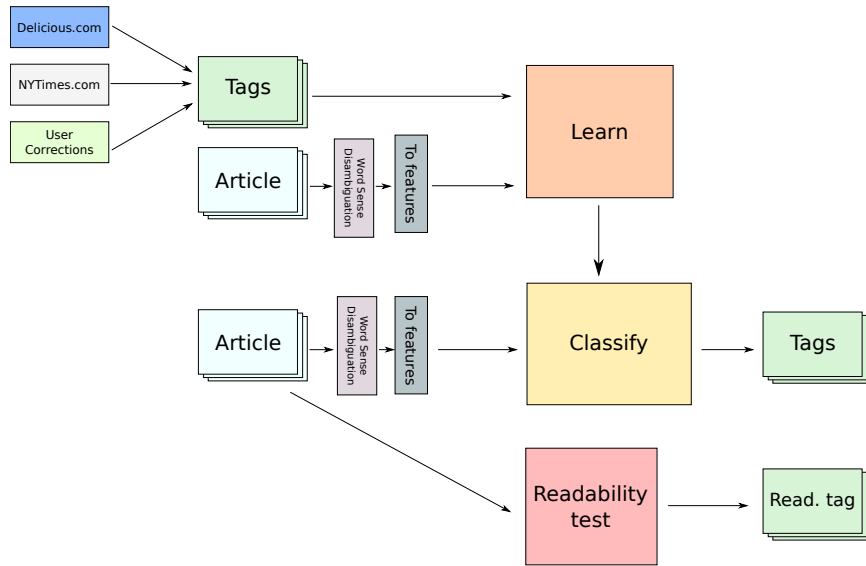 Delicious.com
NYTimes.com
User
Corrections
Tags
Learn
Article
Word Sense
Disambiguation
To features
Article
Word Sense
Disambiguation
To features
Classify
Tags
Readability
test
Read. tag